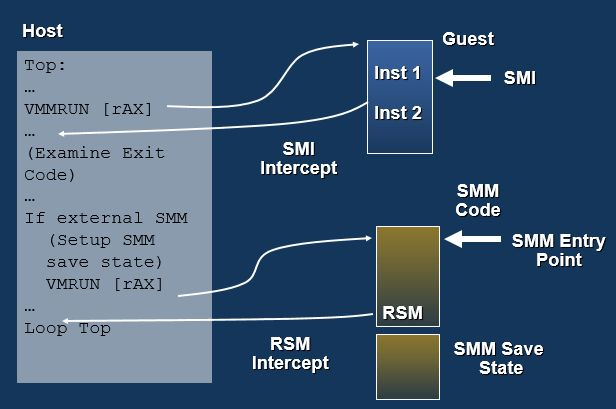 Host
Top:
…
VMMRUN [rAX]
…
(Examine Exit
Code)
…
If external SMM
(Setup SMM
save state)
VMRUN [rAX]
…
Loop Top
Guest
Inst 1
SMI
Inst 2
SMI
Intercept
SMM
Code
SMM Entry
Point
RSM
RSM
Intercept
SMM Save
State